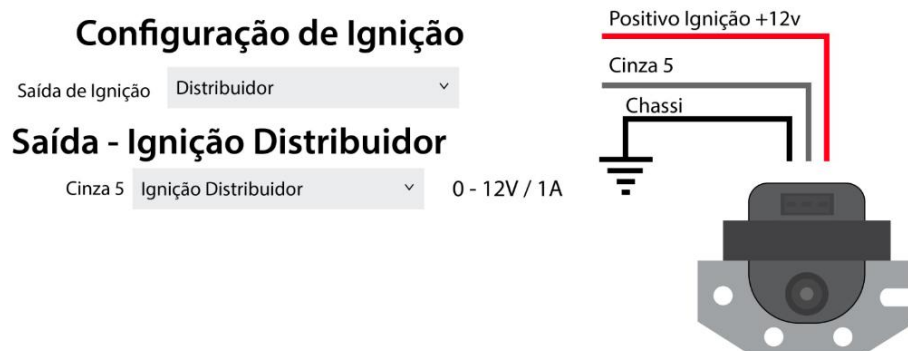 Configuração de Ignição
Saída de Ignição Distribuidor
Saída - Ignição Distribuidor
Cinza 5 Ignição Distribuidor 0 - 12V / 1A
Positivo Ignição +12v
Cinza 5
Chassi